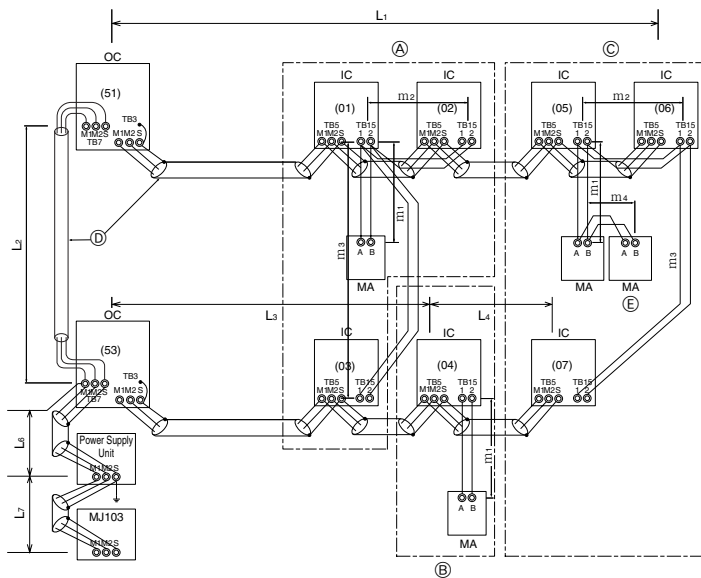 L1
OC
(51)
TB3
M1M2S
TB7
M1M2S
A
IC
(01)
TB5
M1M2S
TB15
1 2
m2
IC
(02)
TB5
M1M2S
TB15
1 2
C
IC
(05)
TB5
M1M2S
TB15
1 2
m2
IC
(06)
TB5
M1M2S
TB15
1 2
L2
D
m3
m1
A B
MA
m1
m4
A B
MA
A B
MA
E
m3
L3
L4
OC
(53)
TB3
M1M2S
TB7
M1M2S
IC
(03)
TB5
M1M2S
TB15
1 2
IC
(04)
TB5
M1M2S
TB15
1 2
IC
(07)
TB5
M1M2S
TB15
1 2
L6
Power Supply
Unit
M1M2S
m1
A B
MA
B
L7
MJ103
M1M2S